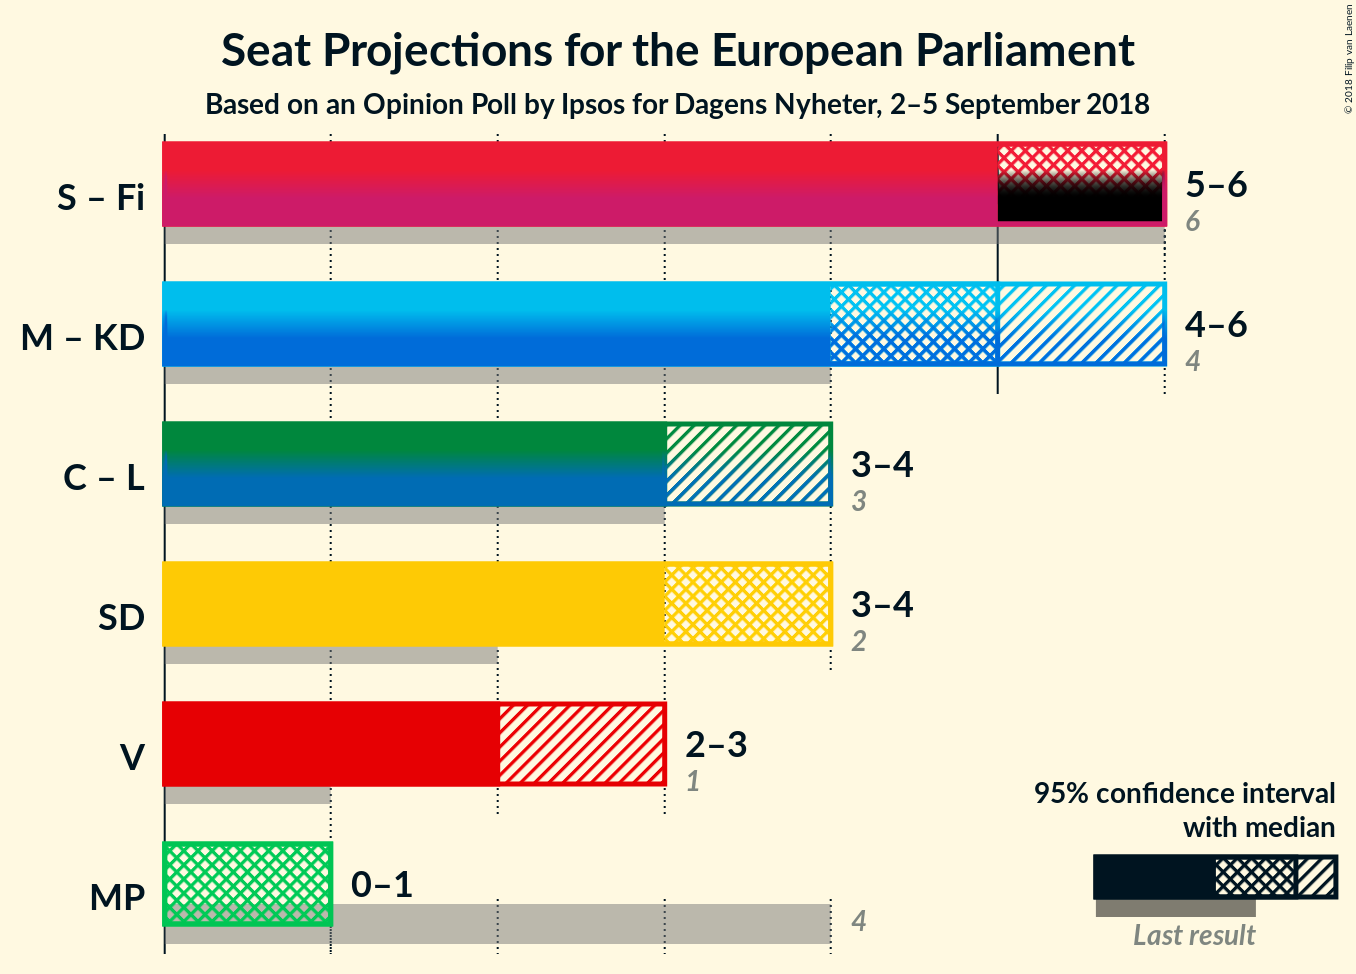 Seat Projections for the European Parliament
Based on an Opinion Poll by Ipsos for Dagens Nyheter, 2–5 September 2018
© 2018 Filip van Laenen
S – Fi
5–6
6
M – KD
4–6
4
C – L
3–4
3
SD
3–4
2
V
2–3
1
MP
0–1
4
95% confidence interval
with median
Last result